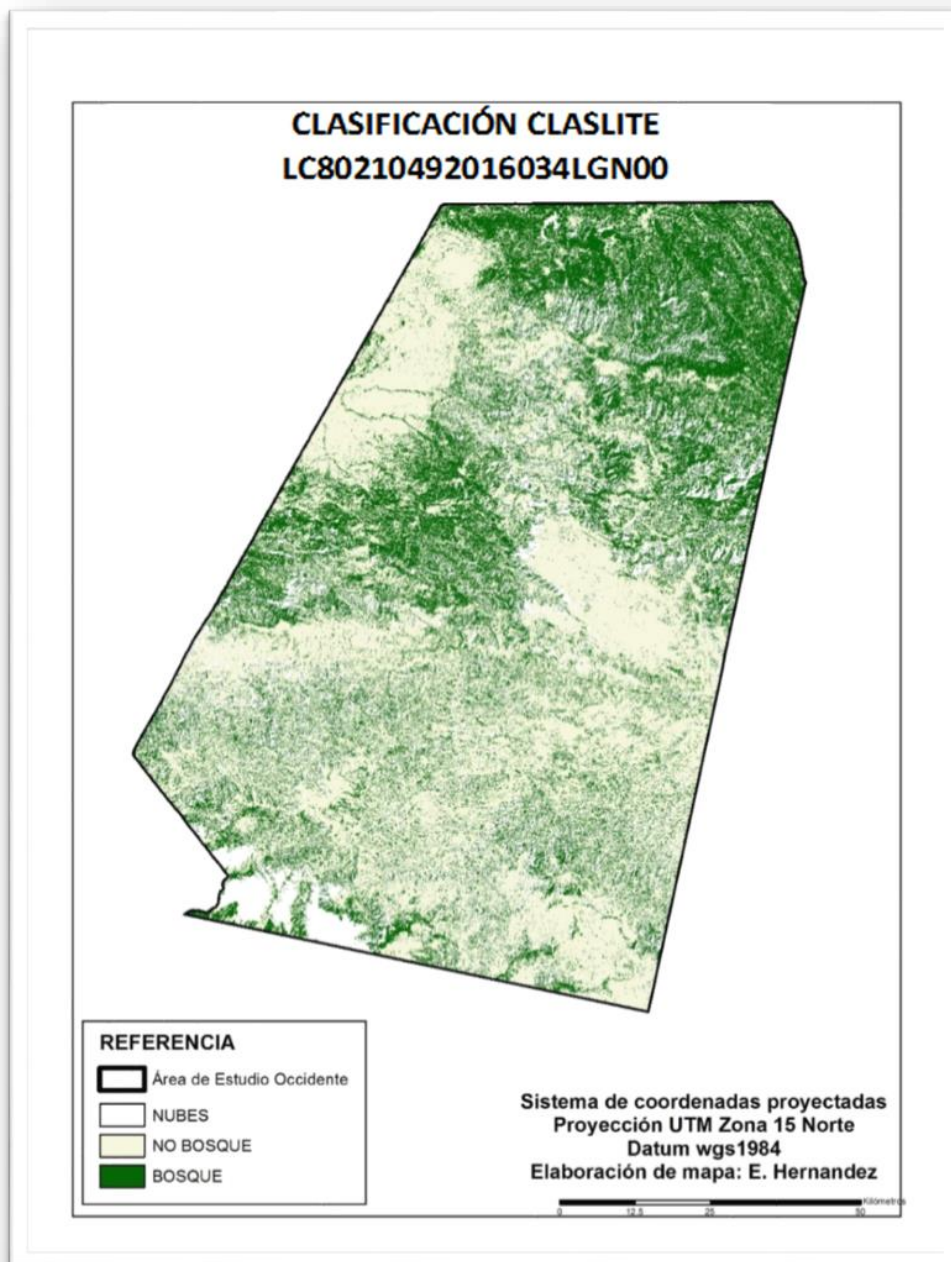 CLASIFICACIÓN CLASLITE
LC80210492016034LGN00
REFERENCIA
Área de Estudio Occidente
NUBES
NO BOSQUE
BOSQUE
Sistema de coordenadas proyectadas
Proyección UTM Zona 15 Norte
Datum wgs1984
Elaboración de mapa: E. Hernandez
Kilómetros
0 12.5 25 50